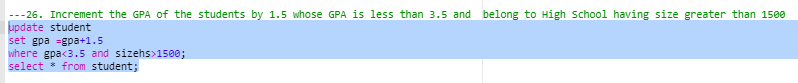 ---26. Increment the GPA of the students by 1.5 whose GPA is less than 3.5 and  belong to High School having size greater than 1500
update student
set gpa =gpa+1.5
where gpa<3.5 and sizehs>1500;
select * from student;